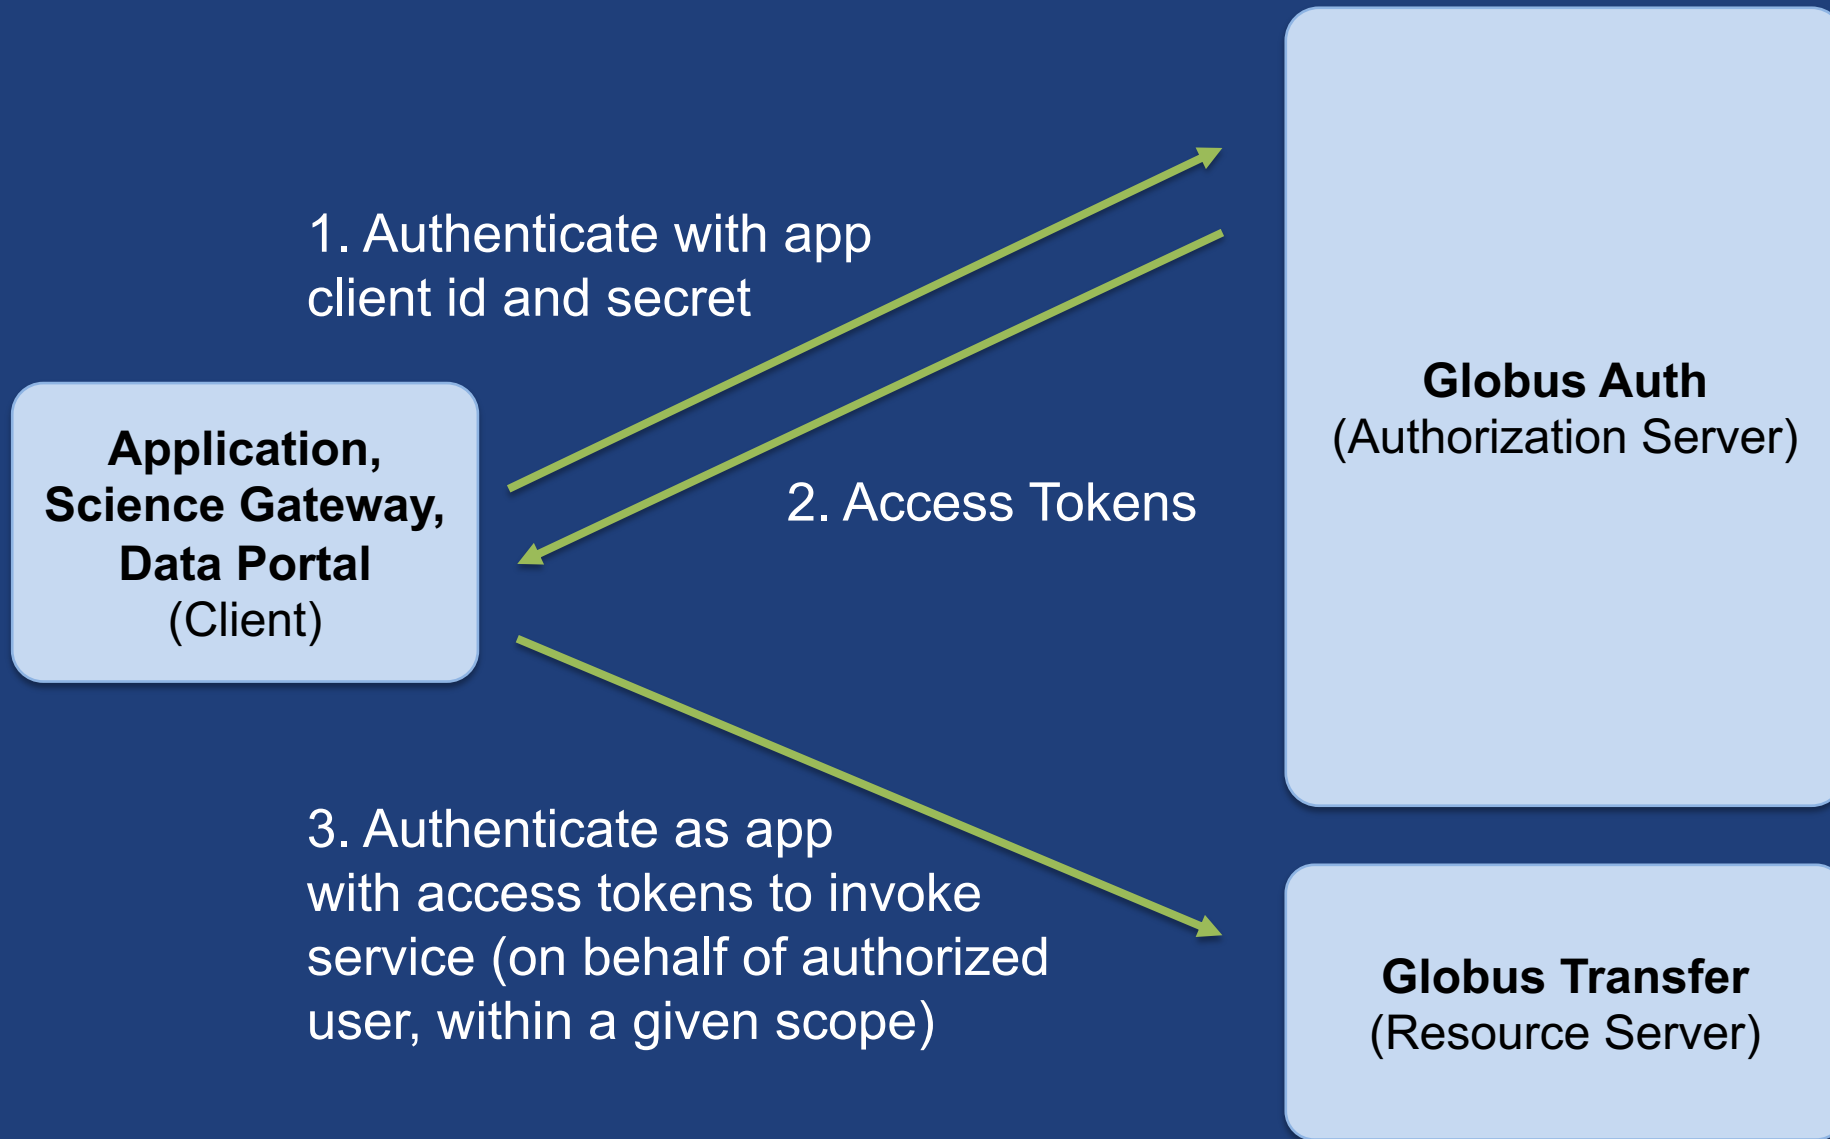 1. Authenticate with app
client id and secret
Application,
Science Gateway,
Data Portal
(Client)
2. Access Tokens
Globus Auth
(Authorization Server)
3. Authenticate as app
with access tokens to invoke
service (on behalf of authorized
user, within a given scope)
Globus Transfer
(Resource Server)